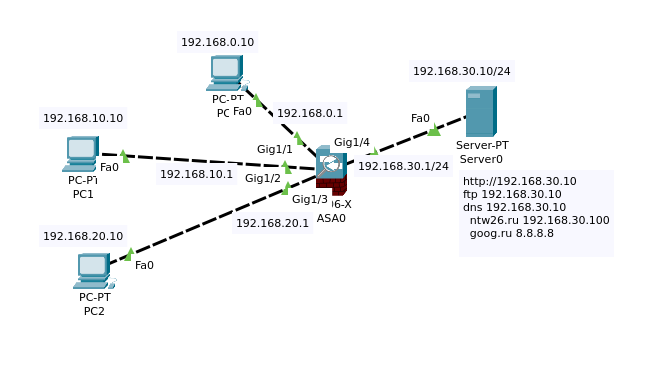 192.168.0.10
PC-PT
Fa0
192.168.0.1
192.168.30.10/24
Fa0
Server-PT
Server0
192.168.10.10
Fa0
PC-PT
PC1
Gig1/1
Gig1/4
192.168.10.1
Gig1/2
192.168.30.1/24
Gig1/3
6-X
ASA0
192.168.20.1
192.168.20.10
Fa0
PC-PT
PC2
http://192.168.30.10
ftp 192.168.30.10
dns 192.168.30.10
ntw26.ru 192.168.30.100
goog.ru 8.8.8.8